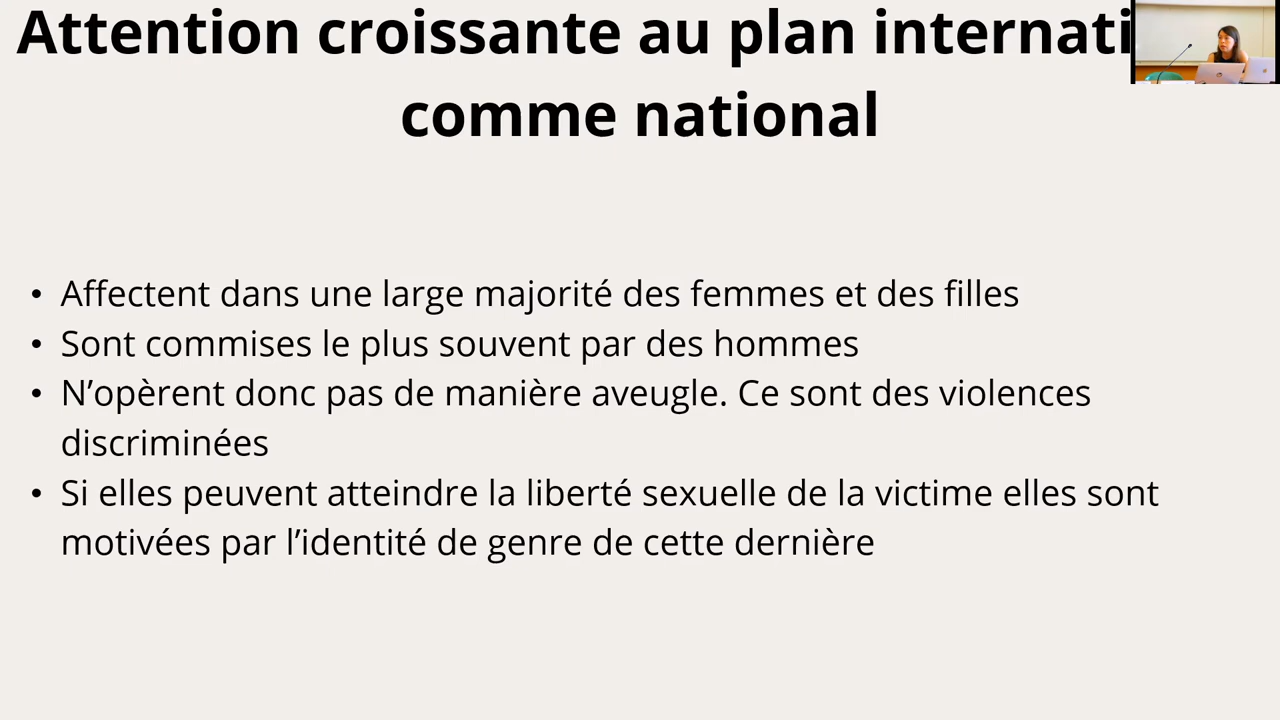 Attention croissante au plan internati
comme national
• Affectent dans une large majorité des femmes et des filles
• Sont commises le plus souvent par des hommes
• N’opèrent donc pas de manière aveugle. Ce sont des violences
discriminées
• Si elles peuvent atteindre la liberté sexuelle de la victime elles sont
motivées par l’identité de genre de cette dernière